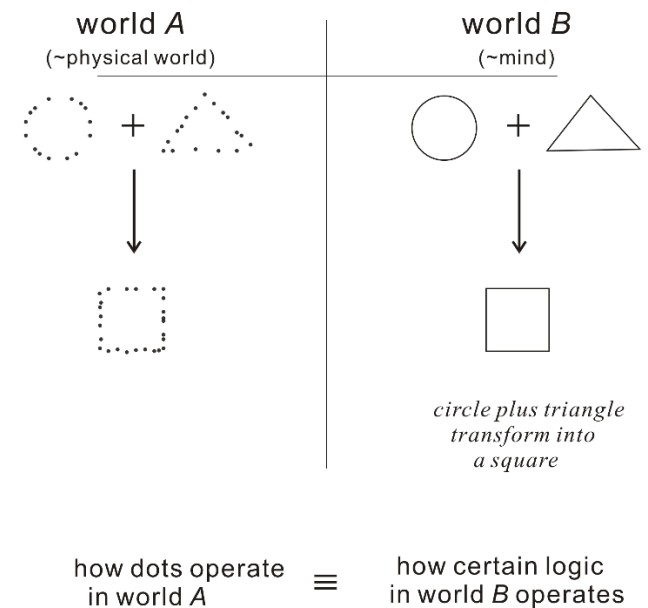 world A
(~physical world)
+
world B
(~mind)
+
circle plus triangle
transform into
a square
how dots operate
in world A
≡
how certain logic
in world B operates